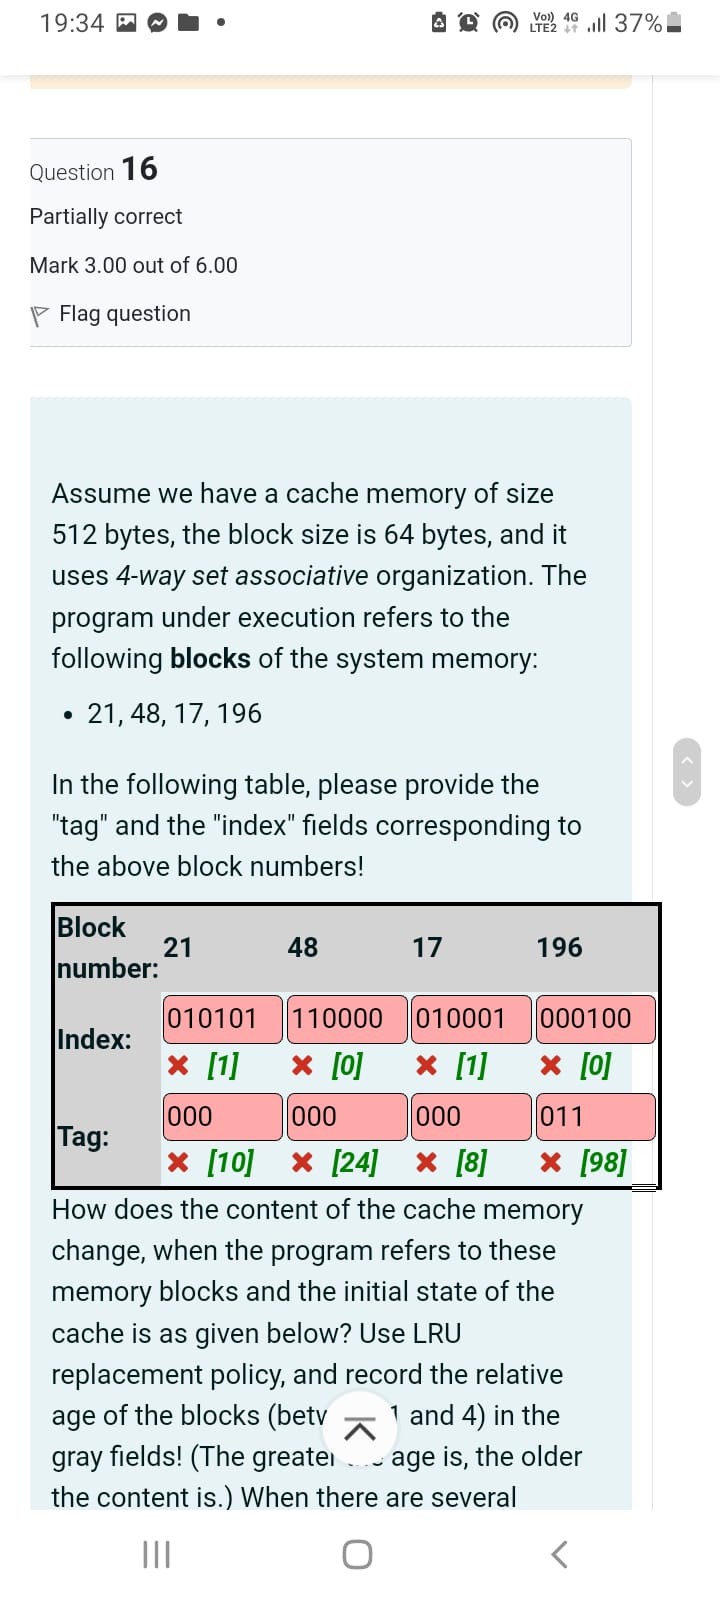 19:34 Vo)) LTE2 4G 37%
Question 16
Partially correct
Mark 3.00 out of 6.00
Flag question
Assume we have a cache memory of size
512 bytes, the block size is 64 bytes, and it
uses 4-way set associative organization. The
program under execution refers to the
following blocks of the system memory:
• 21, 48, 17, 196
In the following table, please provide the
"tag" and the "index" fields corresponding to
the above block numbers!
Block number: 21 48 17 196
Index: 010101 110000 010001 000100
[1] [0] [1] [0]
Tag: 000 000 000 011
[10] [24] [8] [98]
How does the content of the cache memory
change, when the program refers to these
memory blocks and the initial state of the
cache is as given below? Use LRU
replacement policy, and record the relative
age of the blocks 1 and 4) in the
gray fields! (The age is, the older
the content is.) When there are several